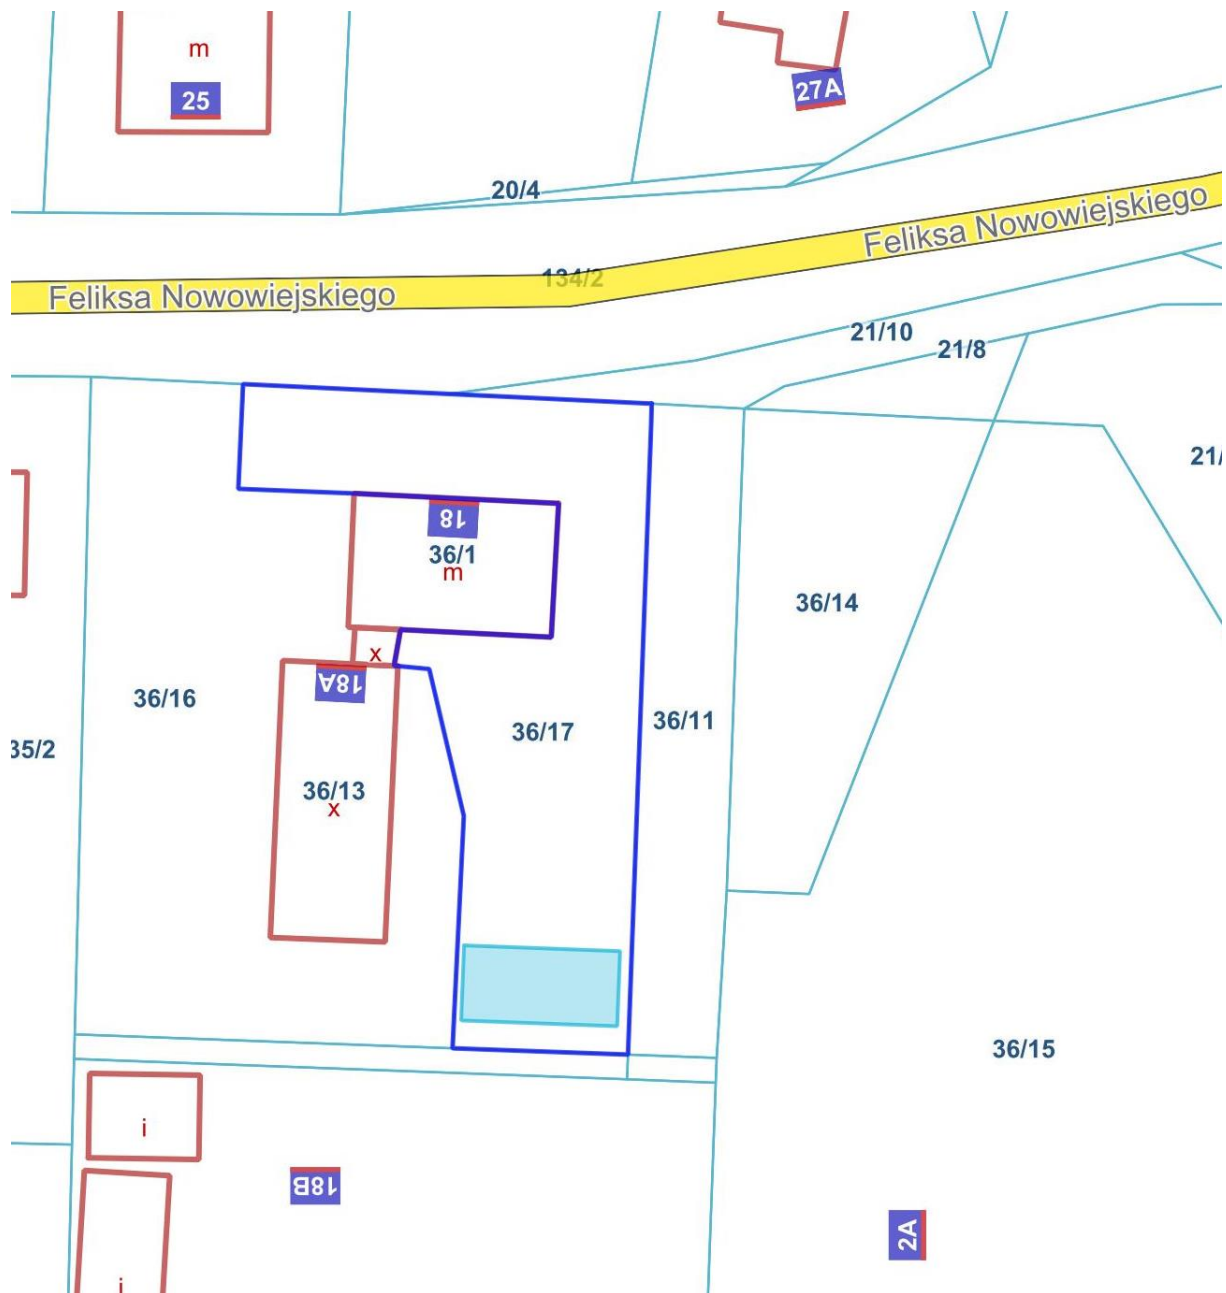 m
25
27A
20/4
Feliksa Nowowiejskiego
134/2
Feliksa Nowowiejskiego
21/10
21/8
21/
18
36/1
m
36/14
x
18A
36/16
36/17
36/11
35/2
36/13
x
36/15
i
18B
2A
i